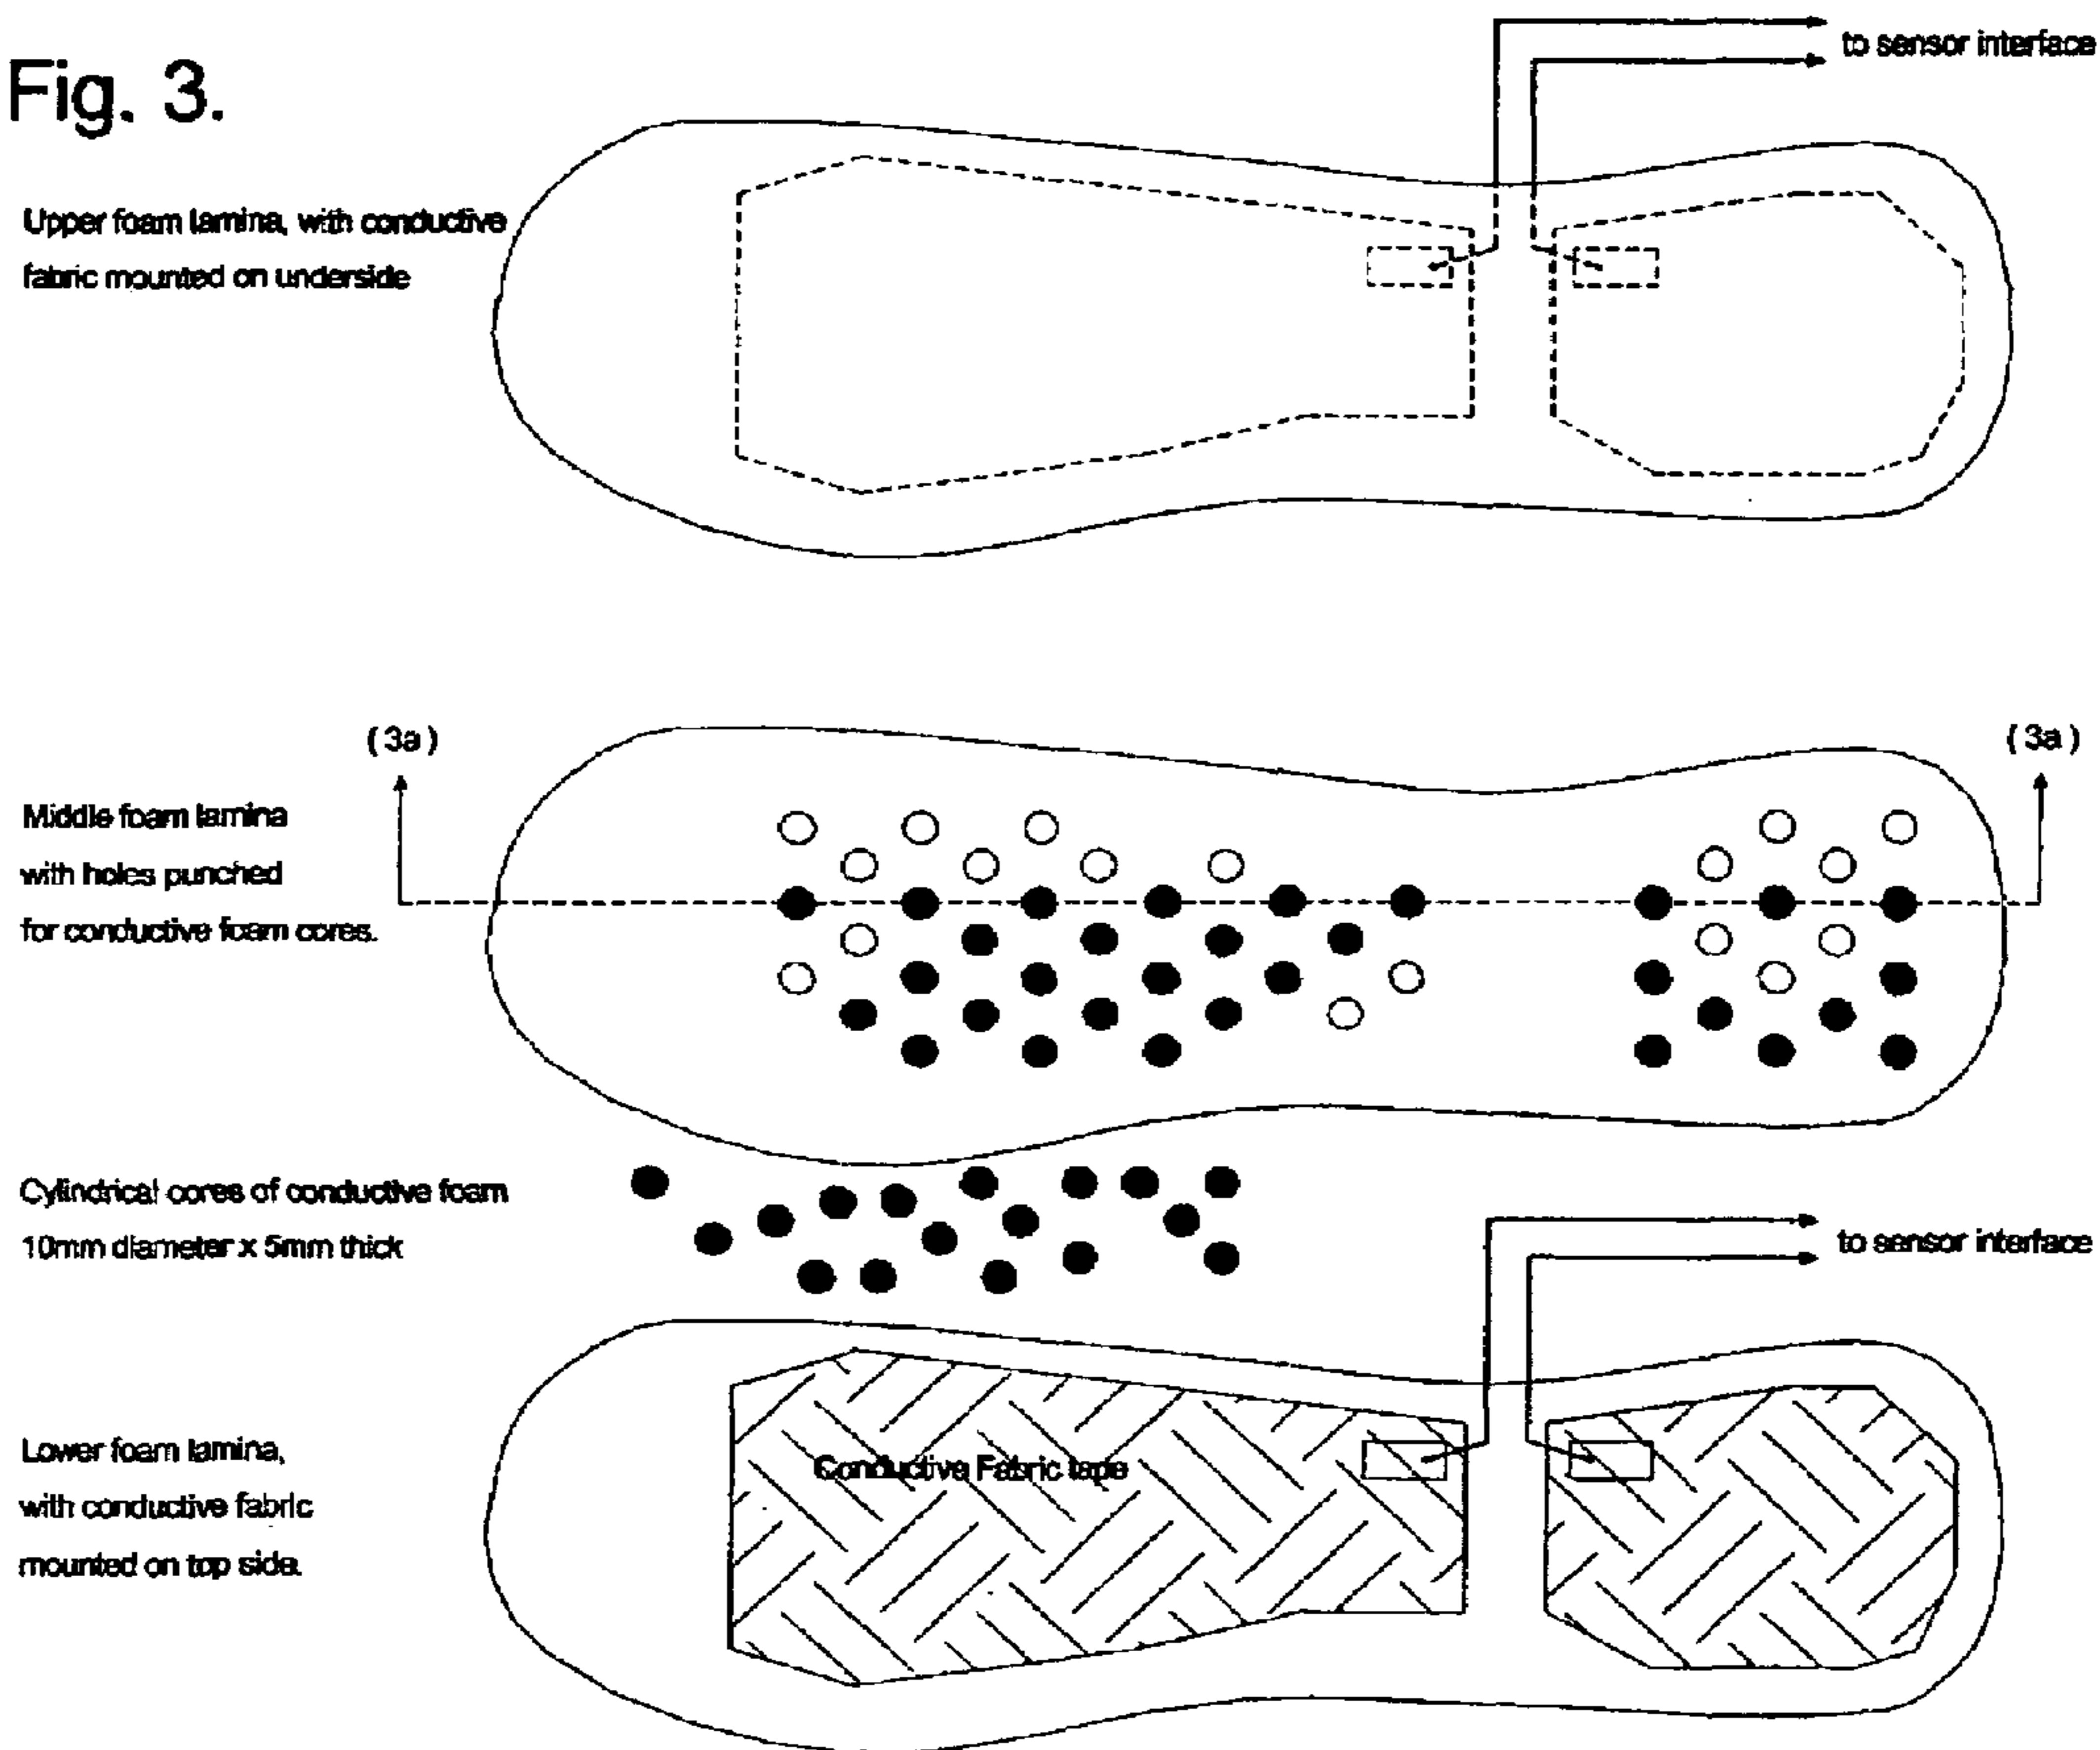 Fig. 3.
to sensor interface
Upper foam lamina, with conductive
fabric mounted on underside
(3a)
(3a)
Middle foam lamina
with holes punched
for conductive foam cores.
Cylindrical cores of conductive foam
10mm diameter x 5mm thick
to sensor interface
Lower foam lamina,
with conductive fabric
mounted on top side.
Conductive Fabric tape